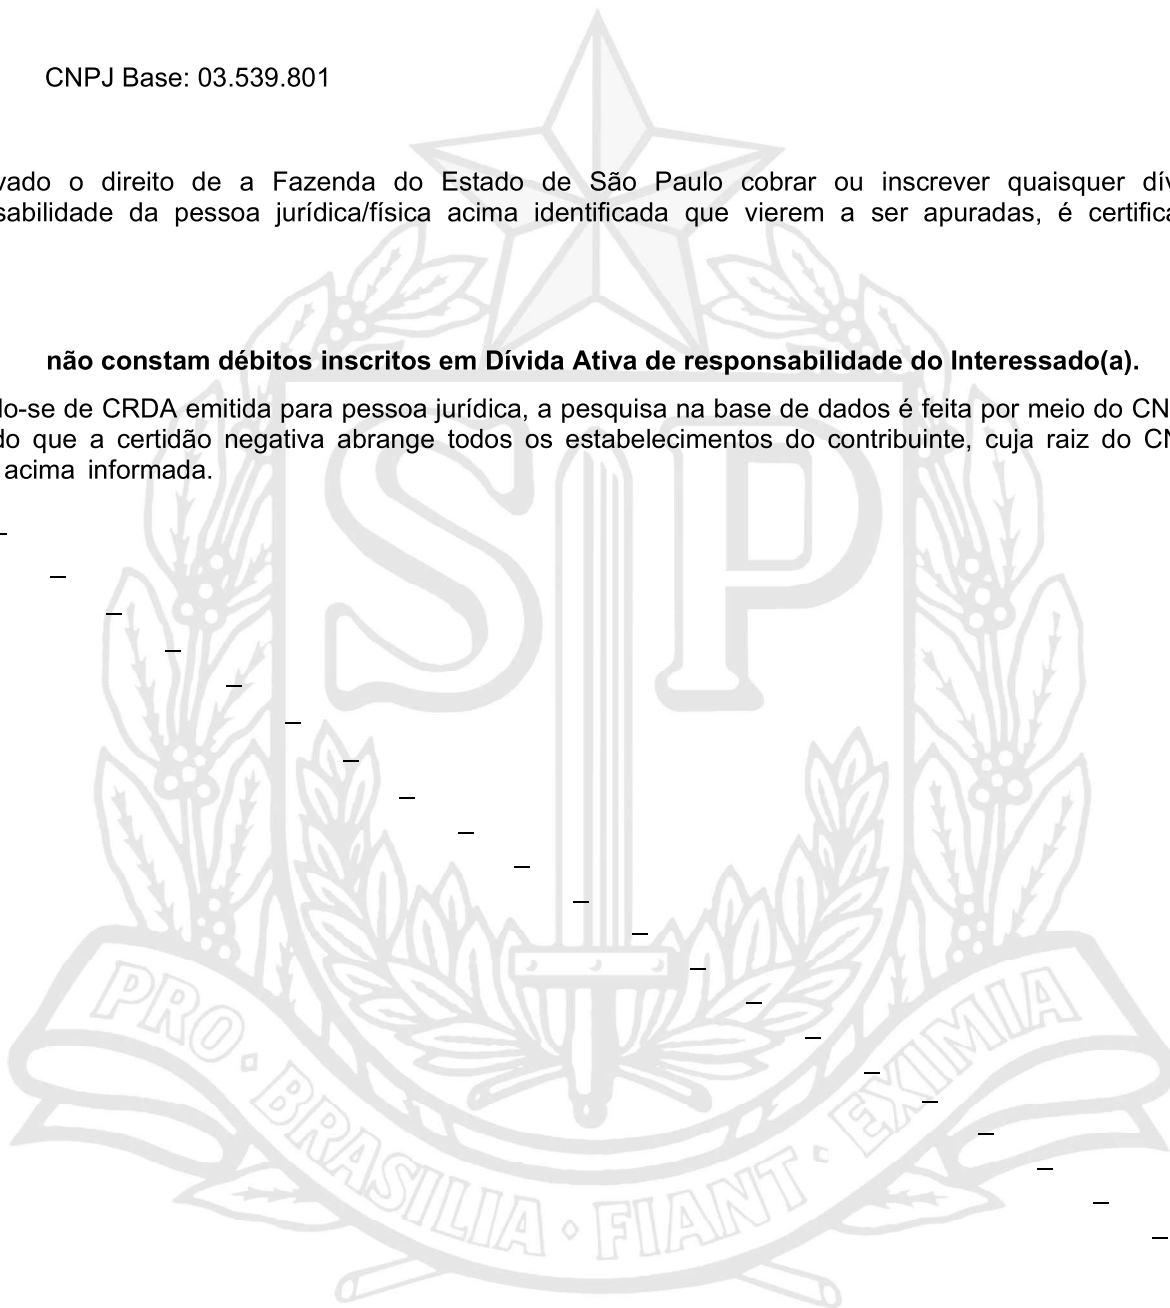 CNPJ Base: 03.539.801
vado o direito de a Fazenda do Estado de São Paulo cobrar ou inscrever quaisquer dív
sabilidade da pessoa jurídica/física acima identificada que vierem a ser apuradas, é certifica
não constam débitos inscritos em Dívida Ativa de responsabilidade do Interessado(a).
do-se de CRDA emitida para pessoa jurídica, a pesquisa na base de dados é feita por meio do CN
do que a certidão negativa abrange todos os estabelecimentos do contribuinte, cuja raiz do CN
acima informada.
SP
PRO · BRASILIA · FIANT · EXIMIA